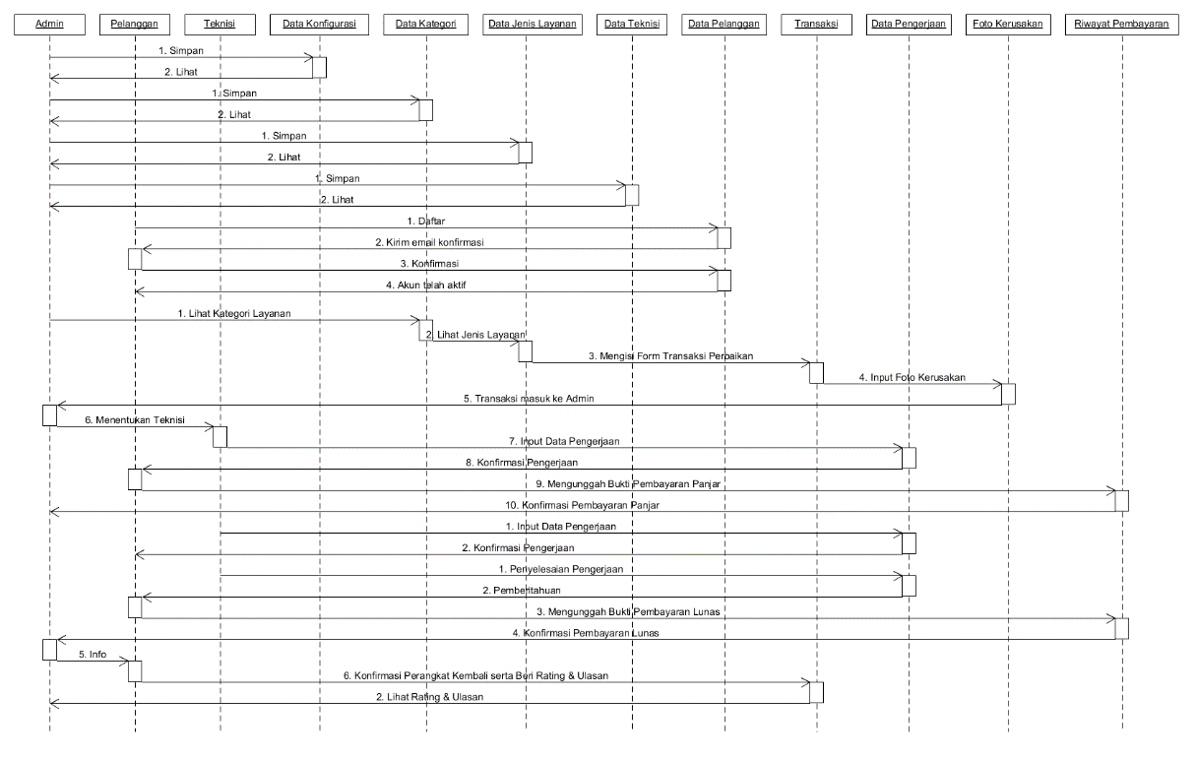 Admin
Pelanggan
Teknisi
Data Konfigurasi
Data Kategori
Data Jenis Layanan
Data Teknisi
Data Pelanggan
Transaksi
Data Pengerjaan
Foto Kerusakan
Riwayat Pembayaran
1. Simpan
2. Lihat
1. Simpan
2. Lihat
1. Simpan
2. Lihat
1. Simpan
2. Lihat
1. Daftar
2. Kirim email konfirmasi
3. Konfirmasi
4. Akun telah aktif
1. Lihat Kategori Layanan
2. Lihat Jenis Layanan
3. Mengisi Form Transaksi Perbaikan
4. Input Foto Kerusakan
5. Transaksi masuk ke Admin
6. Menentukan Teknisi
7. Input Data Pengerjaan
8. Konfirmasi Pengerjaan
9. Mengunggah Bukti Pembayaran Panjar
10. Konfirmasi Pembayaran Panjar
1. Input Data Pengerjaan
2. Konfirmasi Pengerjaan
1. Penyelesaian Pengerjaan
2. Pemberitahuan
3. Mengunggah Bukti Pembayaran Lunas
4. Konfirmasi Pembayaran Lunas
5. Info
6. Konfirmasi Perangkat Kembali serta Beri Rating & Ulasan
2. Lihat Rating & Ulasan